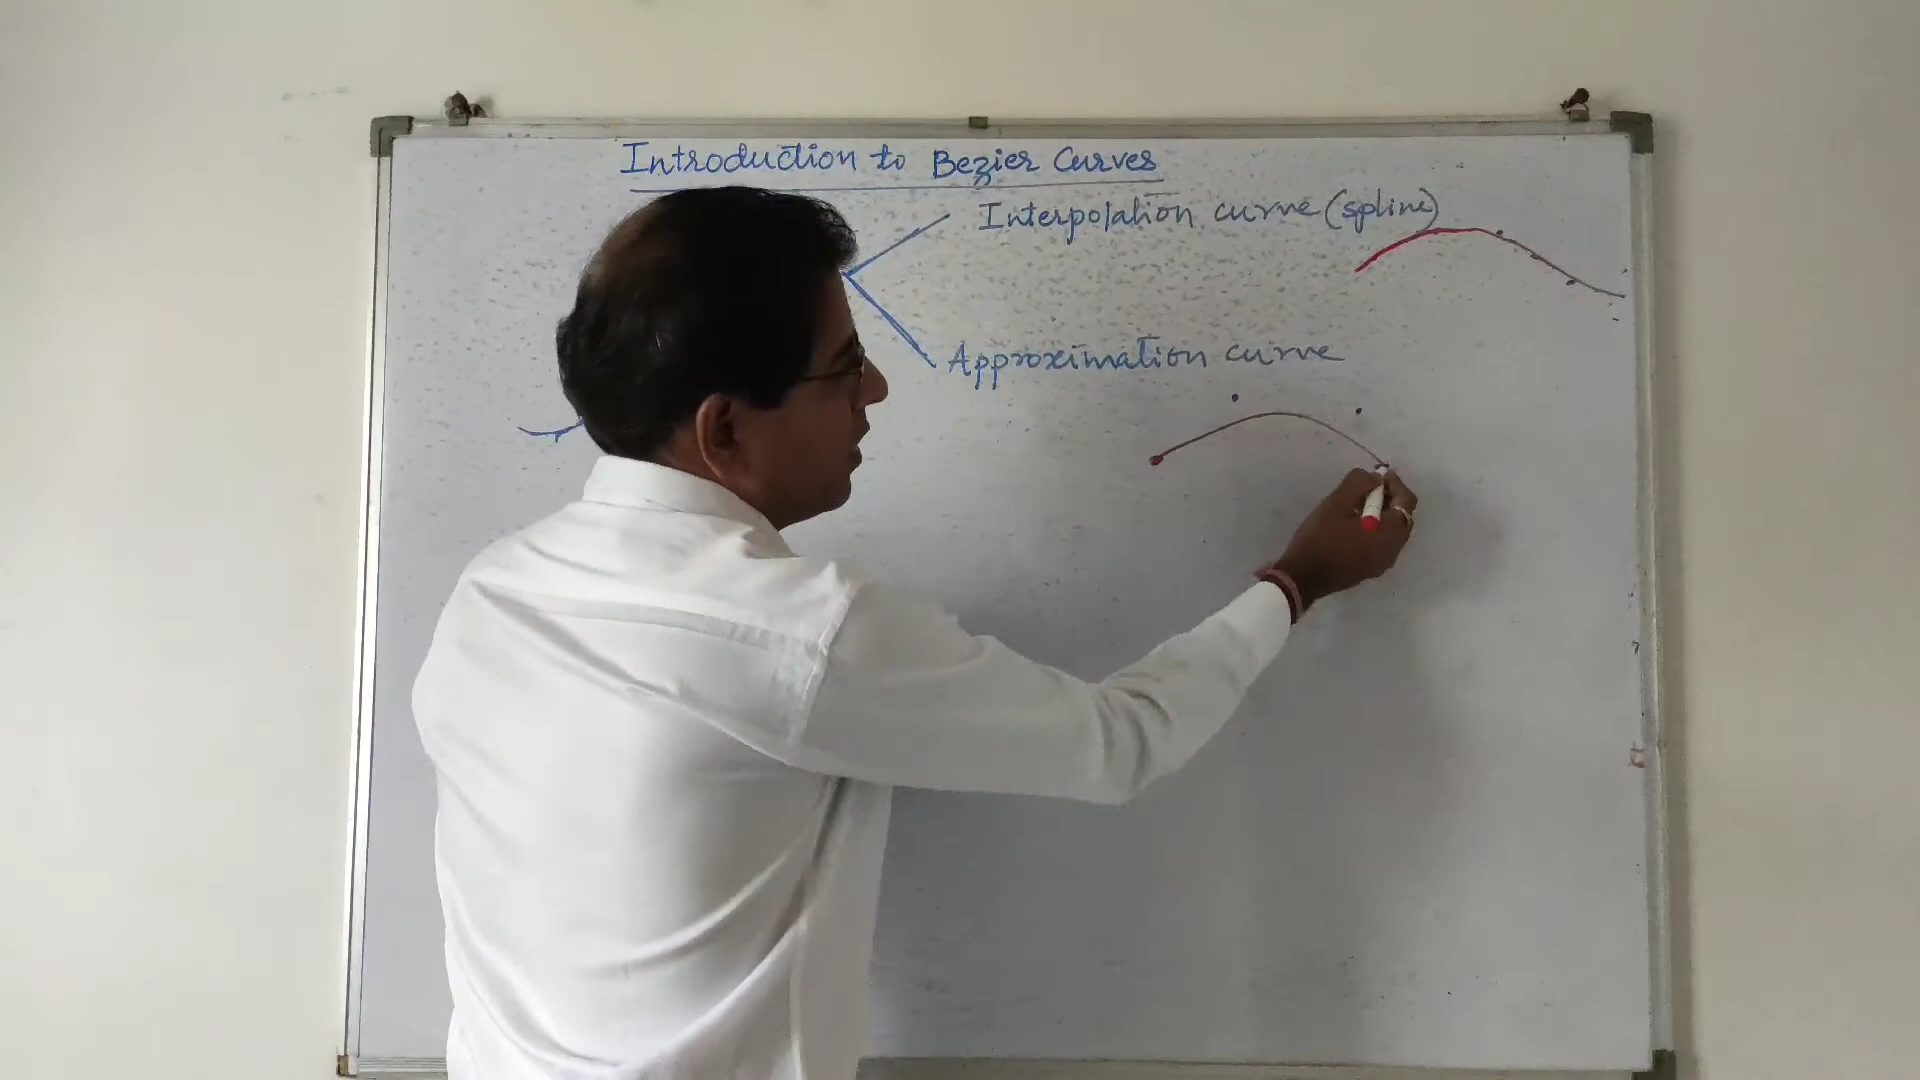 Introduction to Bezier Curves
Interpolation curve (spline)
Approximation curve